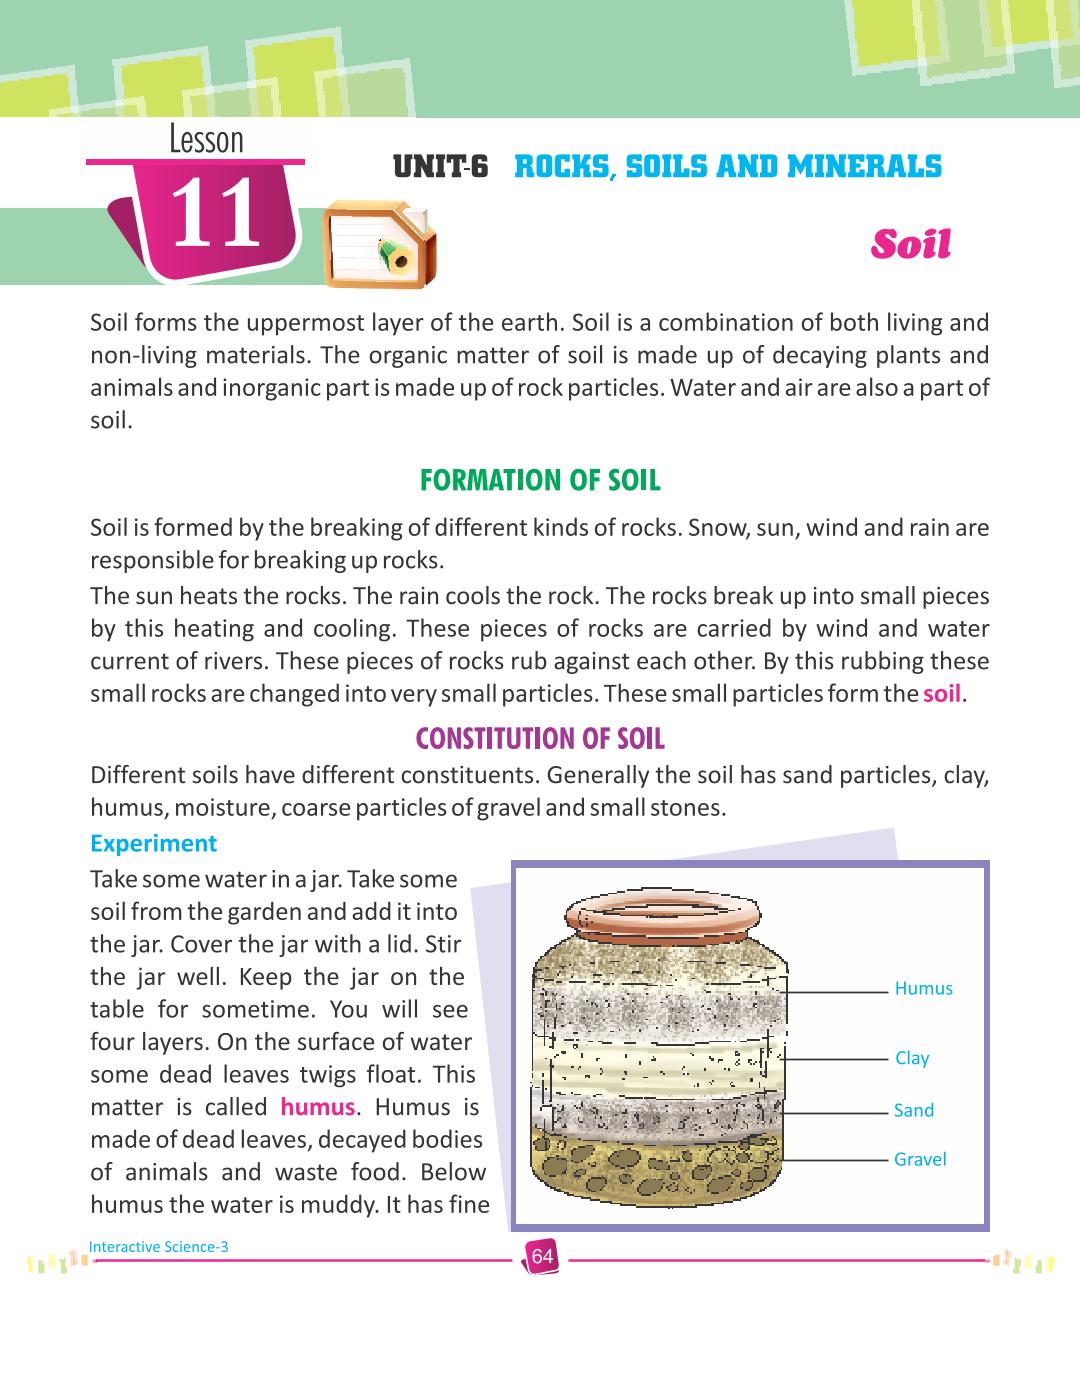 Lesson
11
UNIT-6 ROCKS, SOILS AND MINERALS
Soil
Soil forms the uppermost layer of the earth. Soil is a combination of both living and
non-living materials. The organic matter of soil is made up of decaying plants and
animals and inorganic part is made up of rock particles. Water and air are also a part of
soil.
FORMATION OF SOIL
Soil is formed by the breaking of different kinds of rocks. Snow, sun, wind and rain are
responsible for breaking up rocks.
The sun heats the rocks. The rain cools the rock. The rocks break up into small pieces
by this heating and cooling. These pieces of rocks are carried by wind and water
current of rivers. These pieces of rocks rub against each other. By this rubbing these
small rocks are changed into very small particles. These small particles form the soil.
CONSTITUTION OF SOIL
Different soils have different constituents. Generally the soil has sand particles, clay,
humus, moisture, coarse particles of gravel and small stones.
Experiment
Take some water in a jar. Take some
soil from the garden and add it into
the jar. Cover the jar with a lid. Stir
the jar well. Keep the jar on the
table for sometime. You will see
four layers. On the surface of water
some dead leaves twigs float. This
matter is called humus. Humus is
made of dead leaves, decayed bodies
of animals and waste food. Below
humus the water is muddy. It has fine
Humus
Clay
Sand
Gravel
Interactive Science-3
64